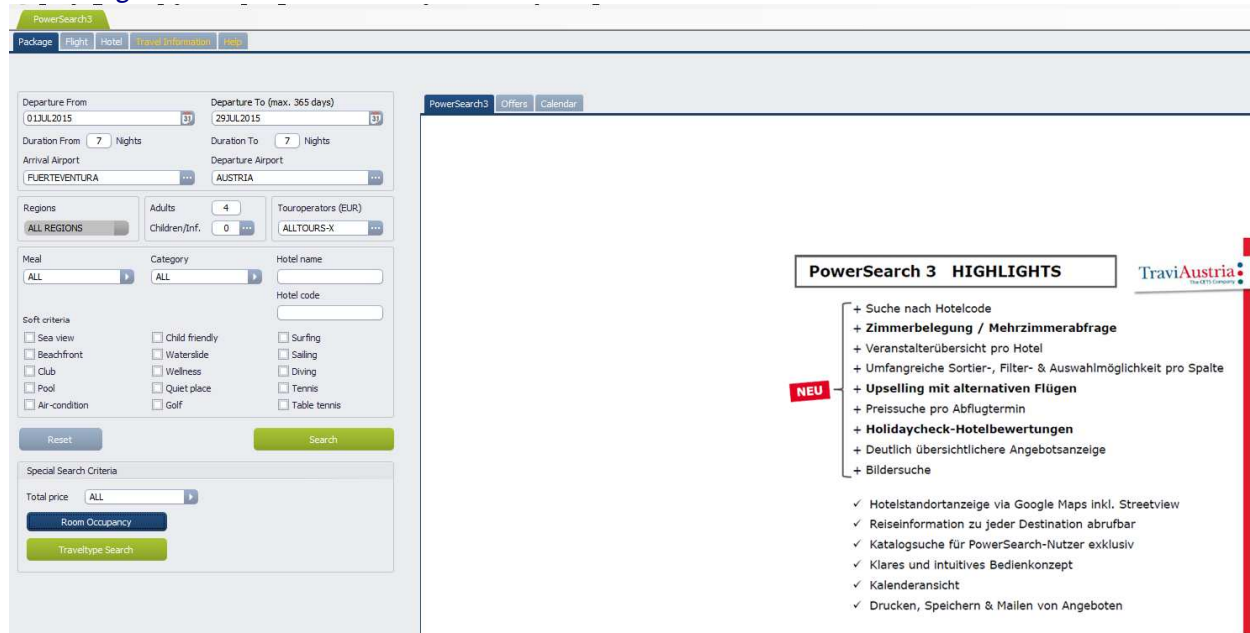 PowerSearch3
Package Flight Hotel Travel Information Help
Departure From Departure To (max. 365 days)
01JUL2015 31 29JUL2015 31
Duration From 7 Nights Duration To 7 Nights
Arrival Airport Departure Airport
FUERTEVENTURA ... AUSTRIA ...
Regions Adults 4 Touroperators (EUR)
ALL REGIONS Children/Inf. 0 ... ALLTOURS-X ...
Meal Category Hotel name
ALL ALL
Hotel code
Soft criteria
Sea view Child friendly Surfing
Beachfront Waterslide Sailing
Club Wellness Diving
Pool Quiet place Tennis
Air-condition Golf Table tennis
Reset Search
Special Search Criteria
Total price ALL
Room Occupancy
Traveltype Search
PowerSearch3 Offers Calendar
PowerSearch 3 HIGHLIGHTS
TraviAustria
The CETS Company
NEU
+ Suche nach Hotelcode
+ Zimmerbelegung / Mehrzimmerabfrage
+ Veranstalterübersicht pro Hotel
+ Umfangreiche Sortier-, Filter- & Auswahlmöglichkeit pro Spalte
+ Upselling mit alternativen Flügen
+ Preissuche pro Abflugtermin
+ Holidaycheck-Hotelbewertungen
+ Deutlich übersichtlichere Angebotsanzeige
+ Bildersuche
✓ Hotelstandortanzeige via Google Maps inkl. Streetview
✓ Reiseinformation zu jeder Destination abrufbar
✓ Katalogsuche für PowerSearch-Nutzer exklusiv
✓ Klares und intuitives Bedienkonzept
✓ Kalenderansicht
✓ Drucken, Speichern & Mailen von Angeboten